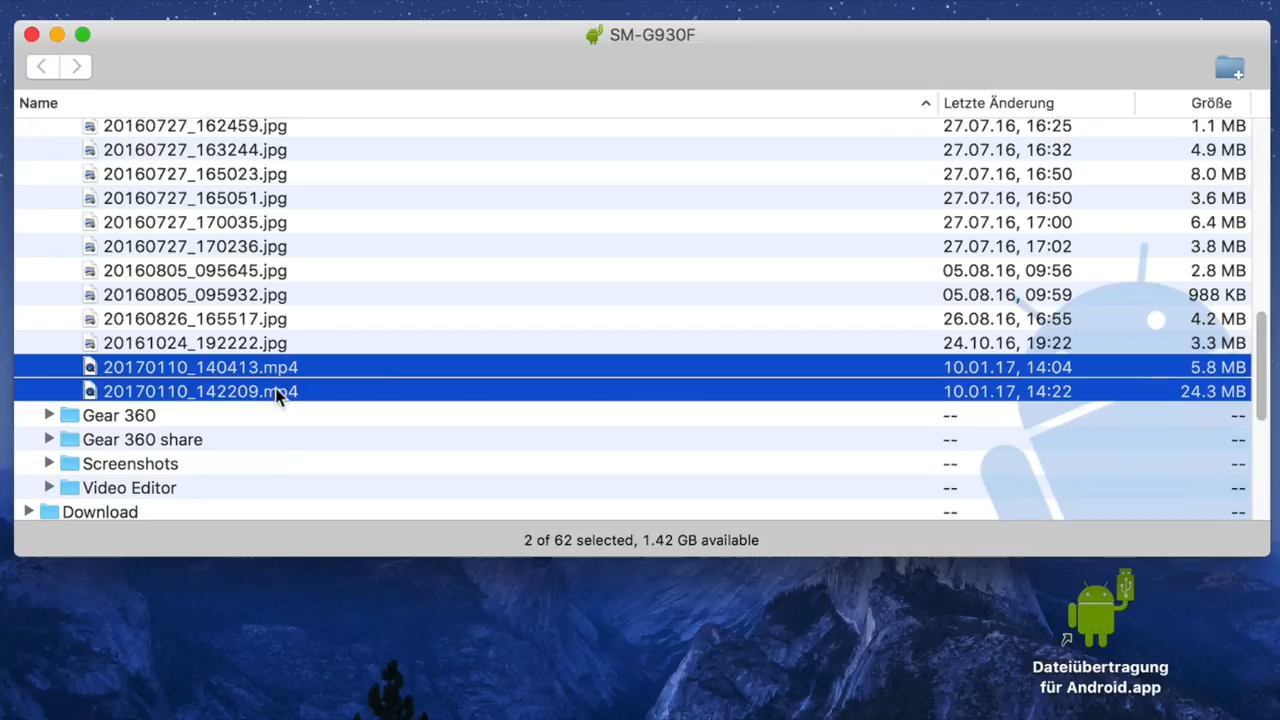 SM-G930F
Name Letzte Änderung Größe
20160727_162459.jpg 27.07.16, 16:25 1.1 MB
20160727_163244.jpg 27.07.16, 16:32 4.9 MB
20160727_165023.jpg 27.07.16, 16:50 8.0 MB
20160727_165051.jpg 27.07.16, 16:50 3.6 MB
20160727_170035.jpg 27.07.16, 17:00 6.4 MB
20160727_170236.jpg 27.07.16, 17:02 3.8 MB
20160805_095645.jpg 05.08.16, 09:56 2.8 MB
20160805_095932.jpg 05.08.16, 09:59 988 KB
20160826_165517.jpg 26.08.16, 16:55 4.2 MB
20161024_192222.jpg 24.10.16, 19:22 3.3 MB
20170110_140413.mp4 10.01.17, 14:04 5.8 MB
20170110_142209.mp4 10.01.17, 14:22 24.3 MB
Gear 360 -- --
Gear 360 share -- --
Screenshots -- --
Video Editor -- --
Download -- --
2 of 62 selected, 1.42 GB available
Dateiübertragung
für Android.app